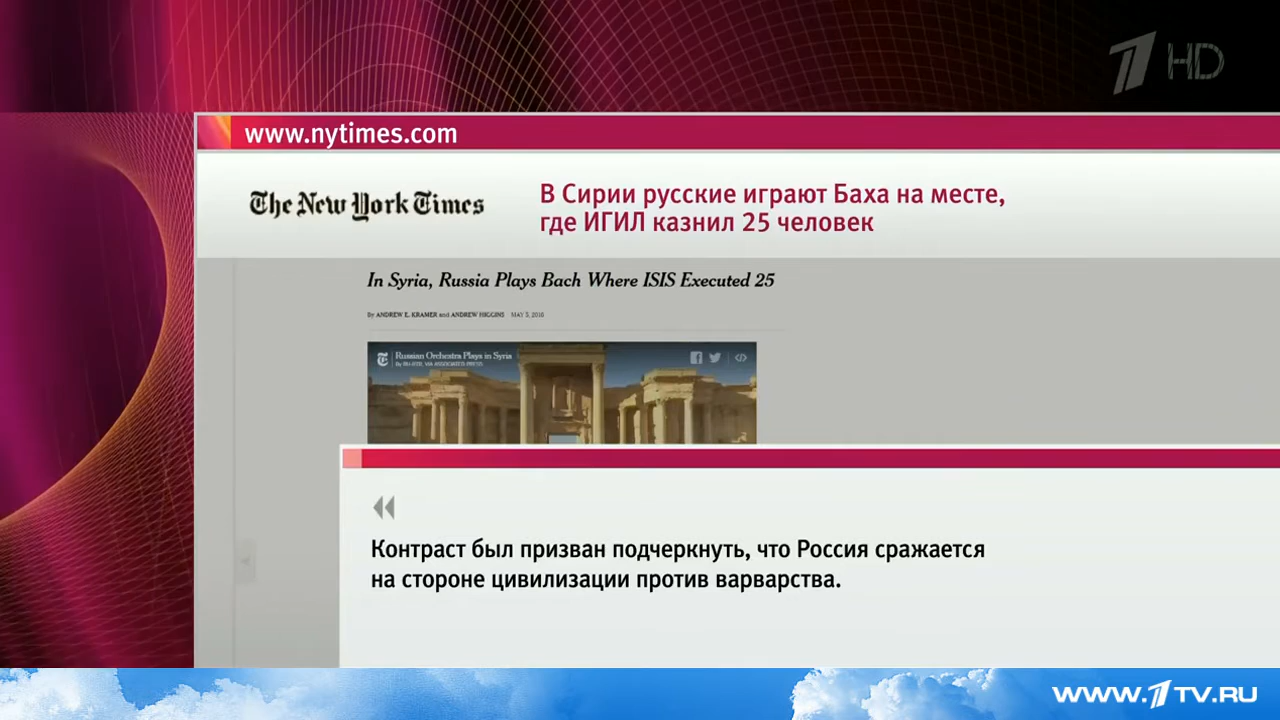 HD
www.nytimes.com
The New York Times
В Сирии русские играют Баха на месте,
где ИГИЛ казнил 25 человек
In Syria, Russia Plays Bach Where ISIS Executed 25
By ANDREW E. KRAMER and ANDREW HIGGINS MAY 5, 2016
Russian Orchestra Plays in Syria
VIA ASSOCIATED PRESS
Контраст был призван подчеркнуть, что Россия сражается
на стороне цивилизации против варварства.
WWW.1TV.RU